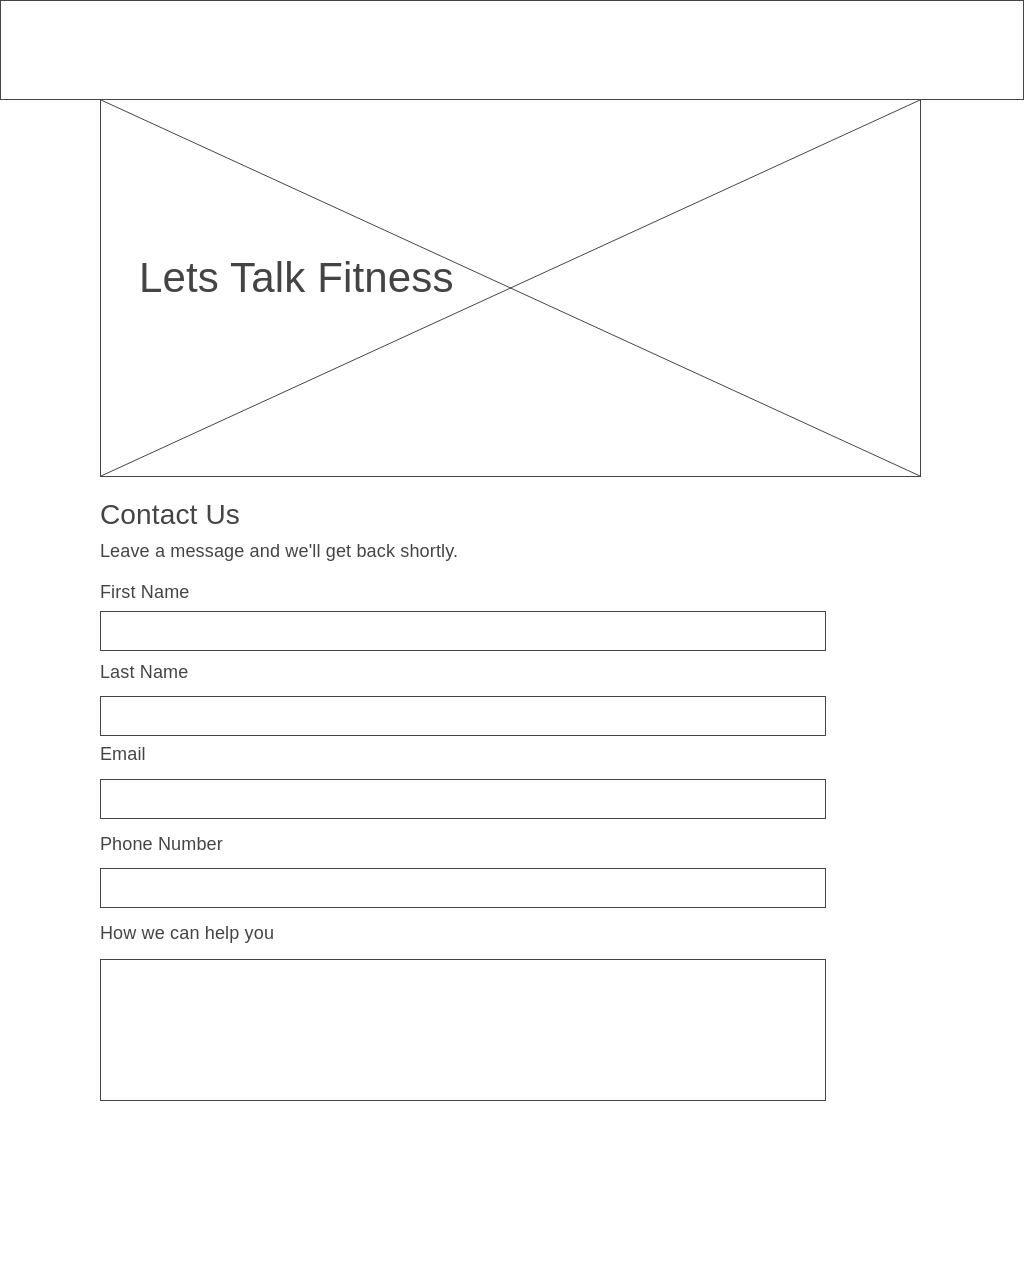 Lets Talk Fitness
Contact Us
Leave a message and we'll get back shortly.
First Name
Last Name
Email
Phone Number
How we can help you